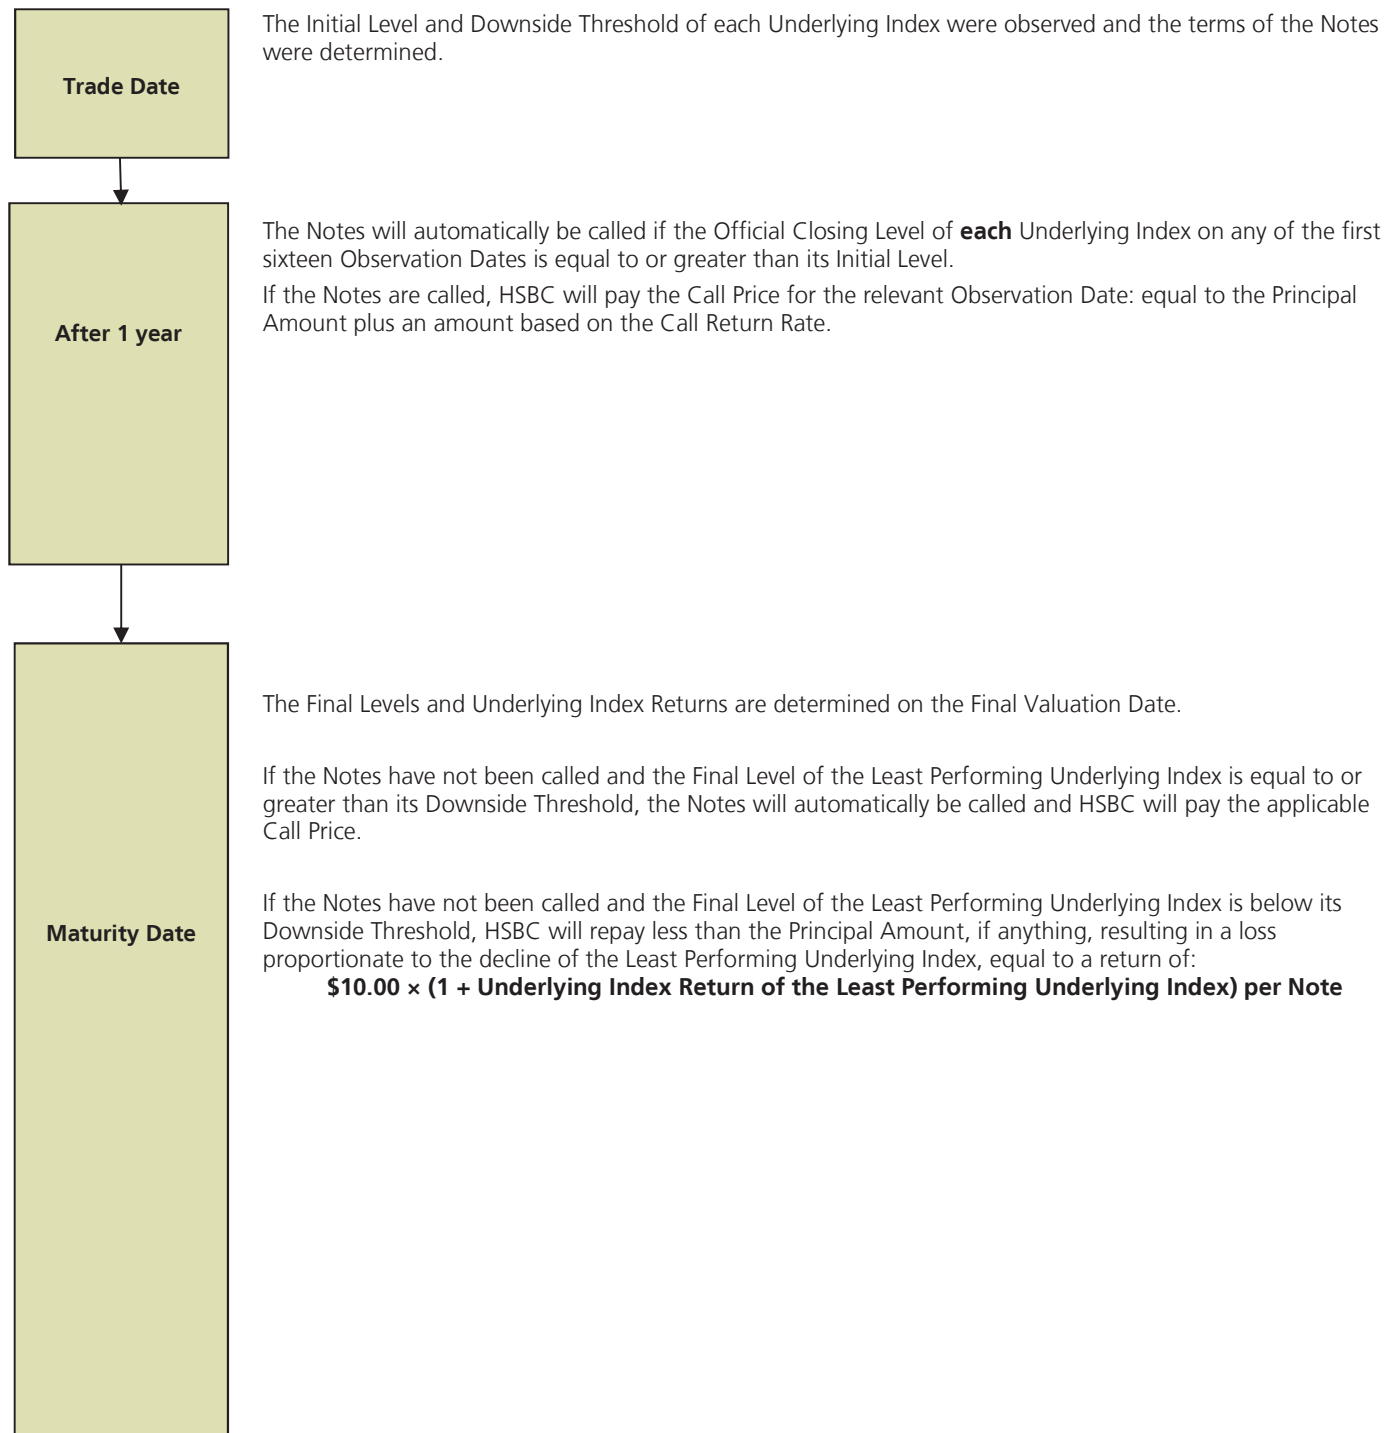 Trade Date
The Initial Level and Downside Threshold of each Underlying Index were observed and the terms of the Notes
were determined.
After 1 year
The Notes will automatically be called if the Official Closing Level of each Underlying Index on any of the first
sixteen Observation Dates is equal to or greater than its Initial Level.
If the Notes are called, HSBC will pay the Call Price for the relevant Observation Date: equal to the Principal
Amount plus an amount based on the Call Return Rate.
Maturity Date
The Final Levels and Underlying Index Returns are determined on the Final Valuation Date.
If the Notes have not been called and the Final Level of the Least Performing Underlying Index is equal to or
greater than its Downside Threshold, the Notes will automatically be called and HSBC will pay the applicable
Call Price.
If the Notes have not been called and the Final Level of the Least Performing Underlying Index is below its
Downside Threshold, HSBC will repay less than the Principal Amount, if anything, resulting in a loss
proportionate to the decline of the Least Performing Underlying Index, equal to a return of:
$10.00 × (1 + Underlying Index Return of the Least Performing Underlying Index) per Note